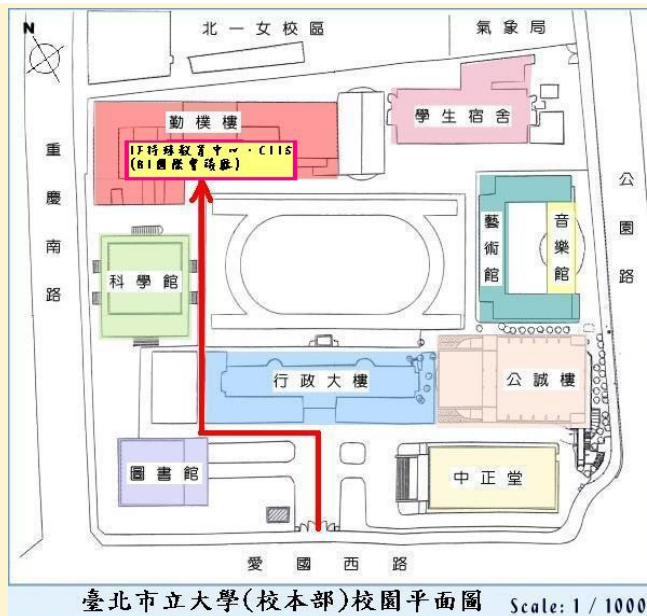 N
北一女校區
氣象局
勤樸樓
1F特殊教育中心·C115
(B1國際會議廳)
學生宿舍
重慶南路
公園路
科學館
藝術館
音樂館
行政大樓
公誠樓
圖書館
中正堂
愛國西路
臺北市立大學(校本部)校園平面圖 Scale: 1 / 1000